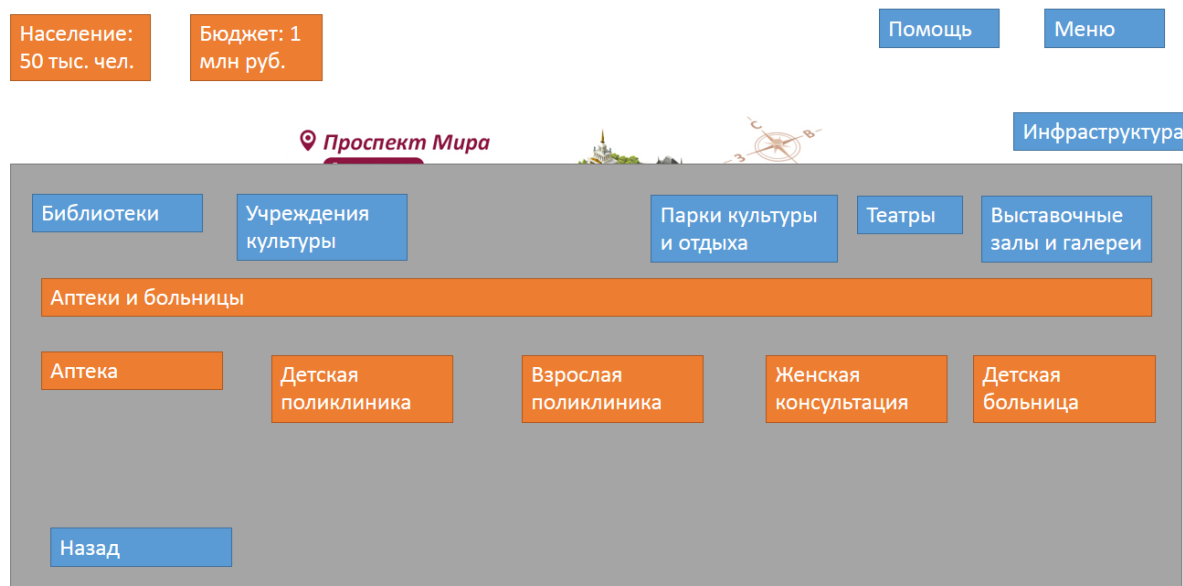 Население:
50 тыс. чел.
Бюджет: 1
млн руб.
Помощь
Меню
Инфраструктура
Проспект Мира
С
В
З
Библиотеки
Учреждения
культуры
Парки культуры
и отдыха
Театры
Выставочные
залы и галереи
Аптеки и больницы
Аптека
Детская
поликлиника
Взрослая
поликлиника
Женская
консультация
Детская
больница
Назад